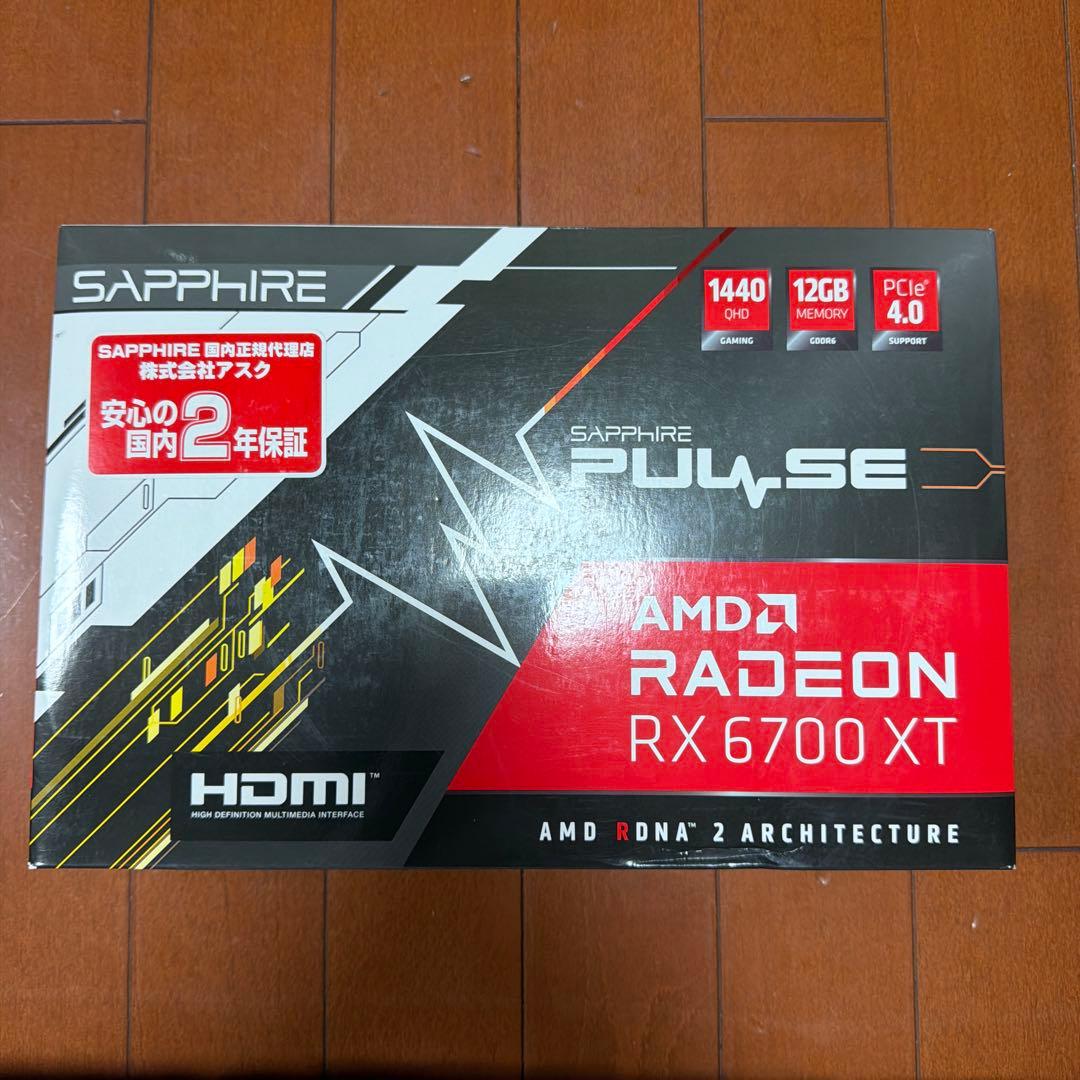 SAPPHIRE
SAPPHIRE 国内正規代理店
株式会社アスク
安心の
国内2年保証
1440
QHD
GAMING
12GB
MEMORY
GDDR6
PCIe®
4.0
SUPPORT
SAPPHIRE
PULSE
AMD
RADEON
RX 6700 XT
HDMI™
HIGH DEFINITION MULTIMEDIA INTERFACE
AMD RDNA™ 2 ARCHITECTURE